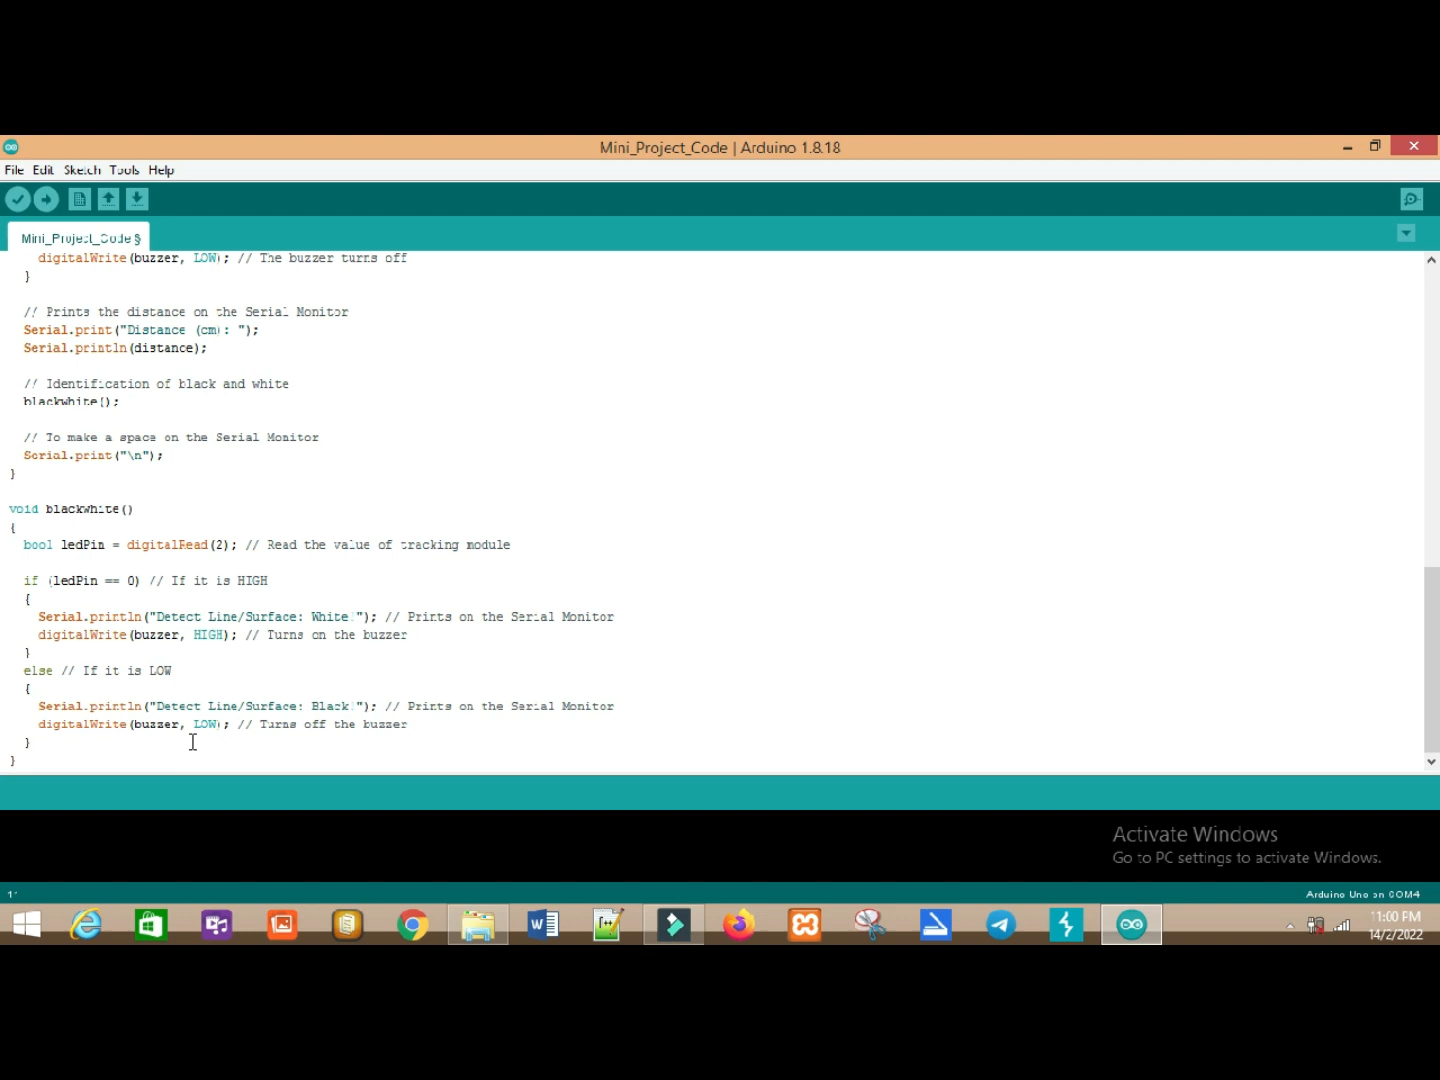 Mini_Project_Code | Arduino 1.8.18
File Edit Sketch Tools Help
Mini_Project_Code §
digitalWrite(buzzer, LOW); // The buzzer turns off
}
// Prints the distance on the Serial Monitor
Serial.print("Distance (cm): ");
Serial.println(distance);
// Identification of black and white
blackwhite();
// To make a space on the Serial Monitor
Serial.print("\n");
}
void blackwhite()
{
bool ledPin = digitalRead(2); // Read the value of tracking module
if (ledPin == 0) // If it is HIGH
{
Serial.println("Detect Line/Surface: White!"); // Prints on the Serial Monitor
digitalWrite(buzzer, HIGH); // Turns on the buzzer
}
else // If it is LOW
{
Serial.println("Detect Line/Surface: Black!"); // Prints on the Serial Monitor
digitalWrite(buzzer, LOW); // Turns off the buzzer
}
}
Activate Windows
Go to PC settings to activate Windows.
Arduino Uno on COM4
11:00 PM
14/2/2022